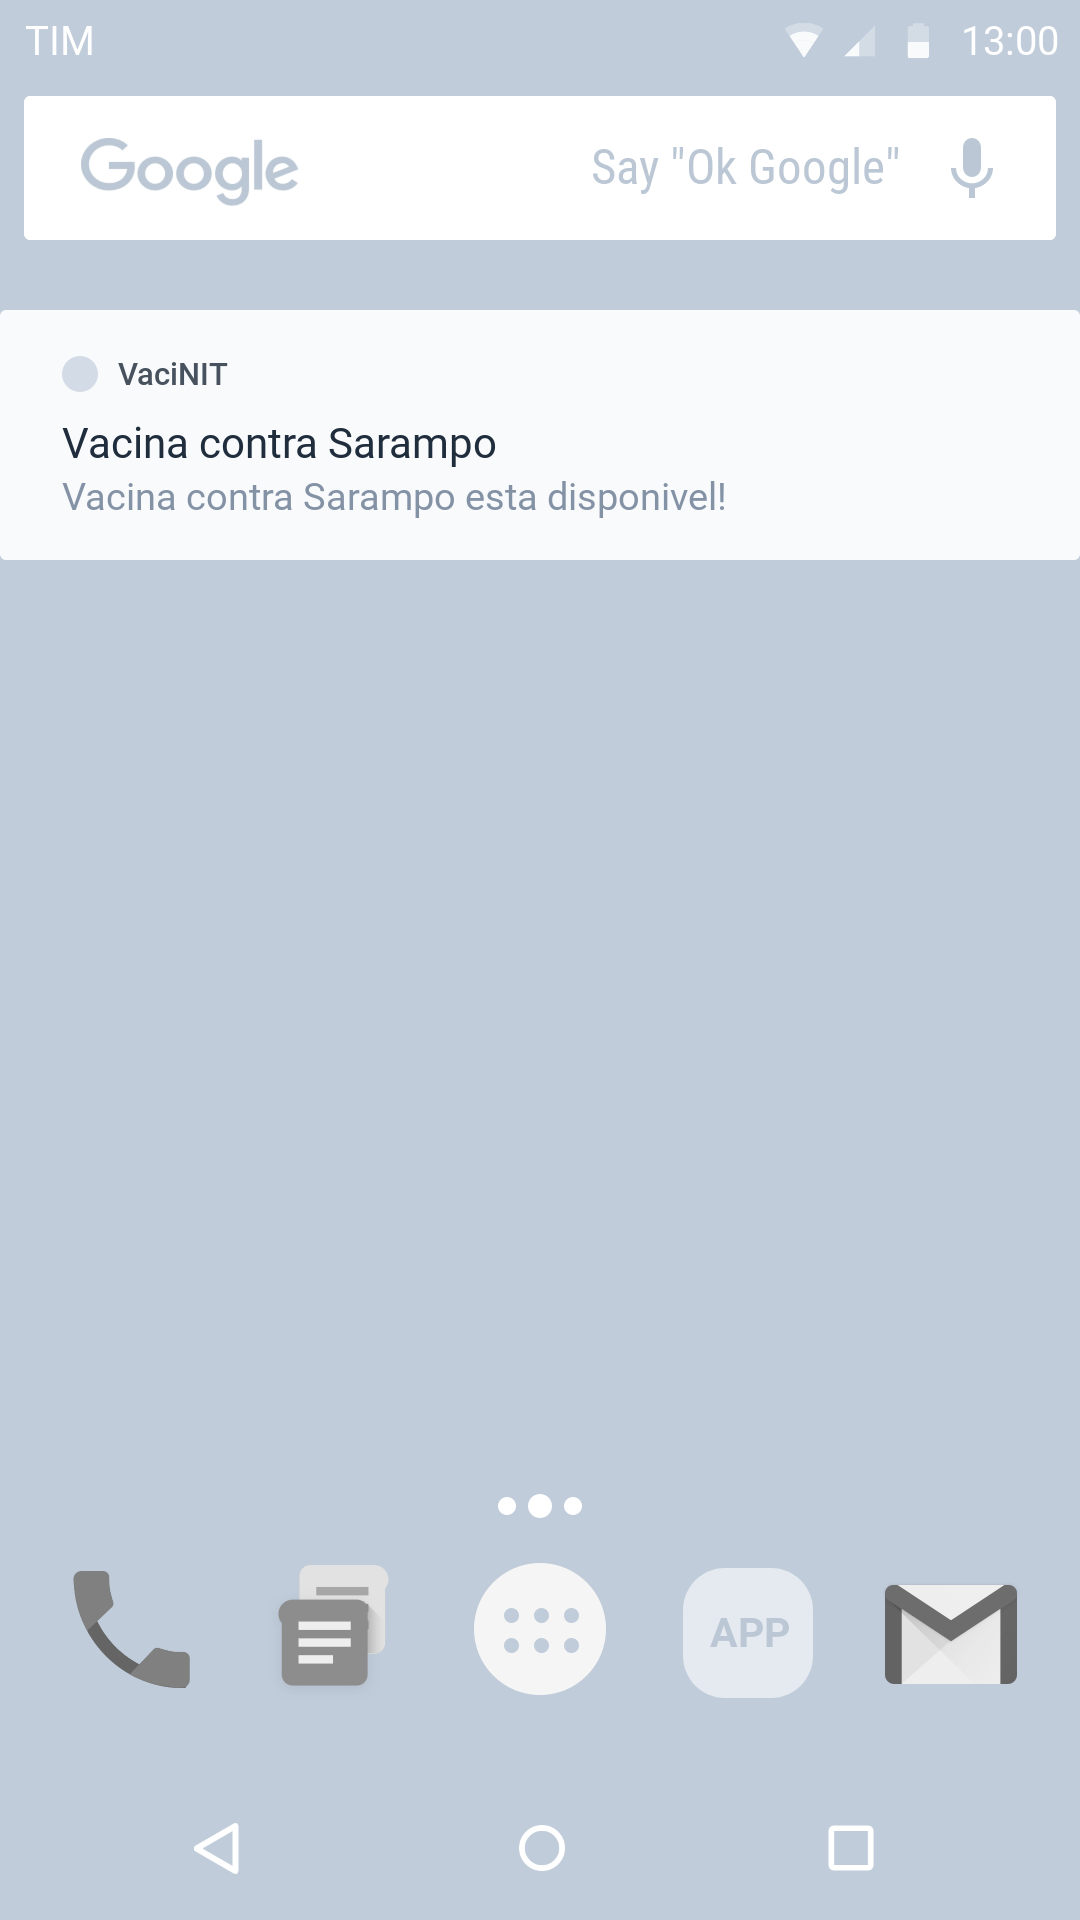 TIM 13:00
Google Say "Ok Google"
VaciNIT
Vacina contra Sarampo
Vacina contra Sarampo esta disponivel!
APP